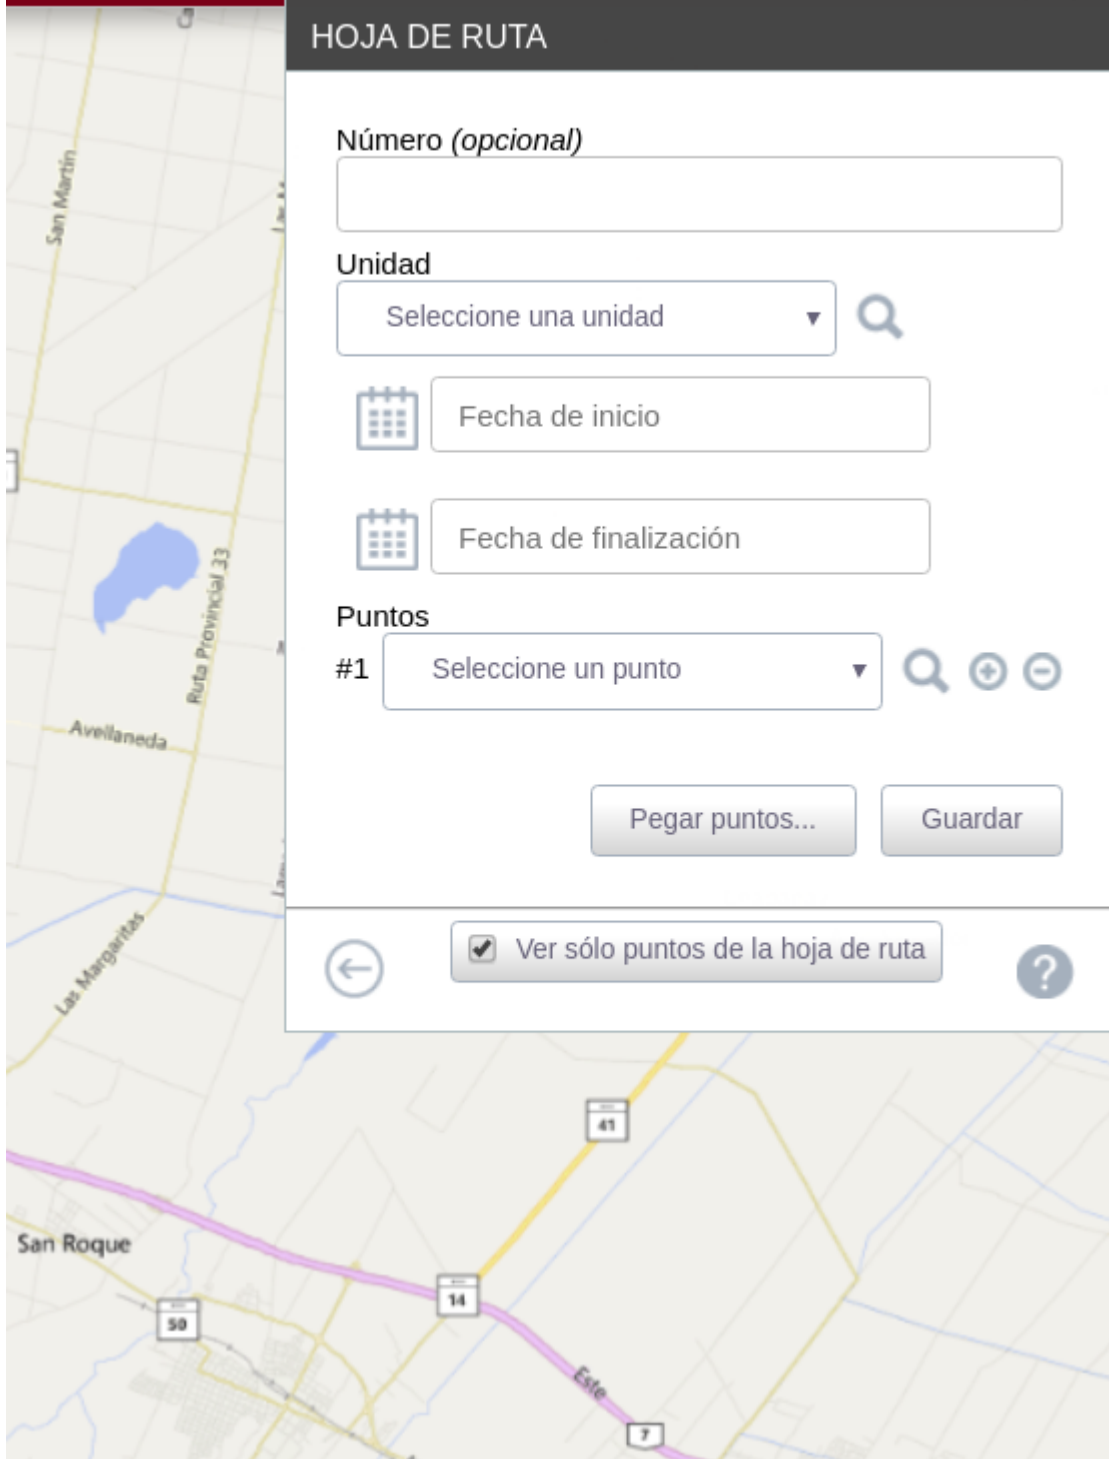 HOJA DE RUTA
Número (opcional)
Unidad
Seleccione una unidad
Fecha de inicio
Fecha de finalización
Puntos
#1 Seleccione un punto
Pegar puntos...
Guardar
Ver sólo puntos de la hoja de ruta
?
San Martín
Ruta Provincial 33
Avellaneda
Las Margaritas
41
San Roque
14
50
Este
7